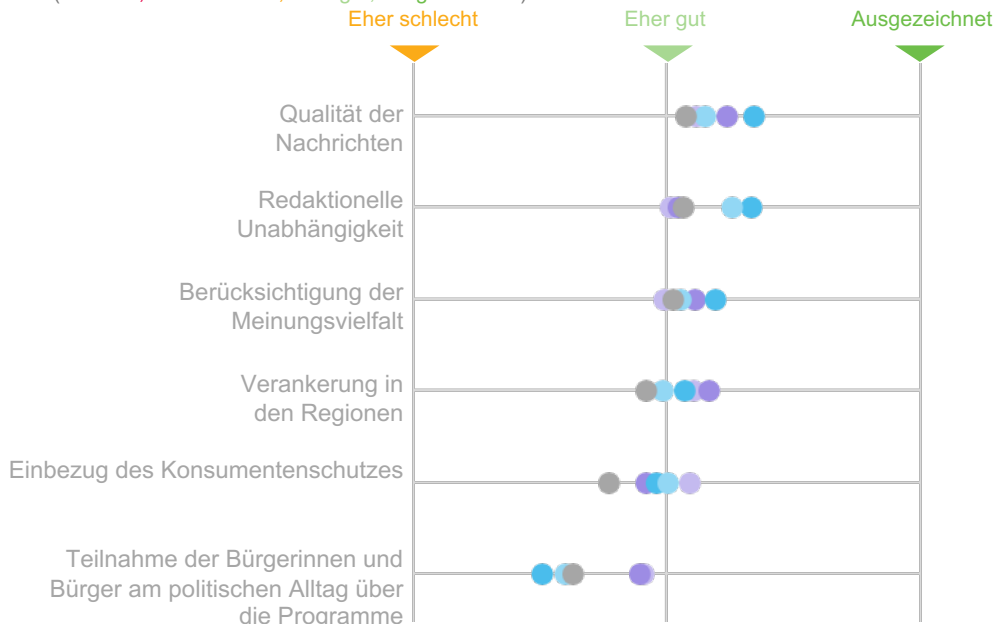 Eher schlecht
Eher gut
Ausgezeichnet
Qualität der
Nachrichten
Redaktionelle
Unabhängigkeit
Berücksichtigung der
Meinungsvielfalt
Verankerung in
den Regionen
Einbezug des Konsumentenschutzes
Teilnahme der Bürgerinnen und
Bürger am politischen Alltag über
die Programme